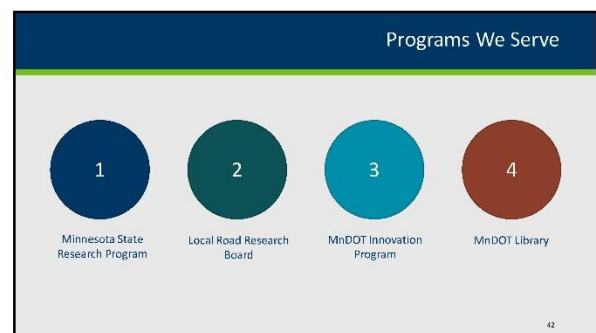 Programs We Serve
1
2
3
4
Minnesota State
Research Program
Local Road Research
Board
MnDOT Innovation
Program
MnDOT Library
42